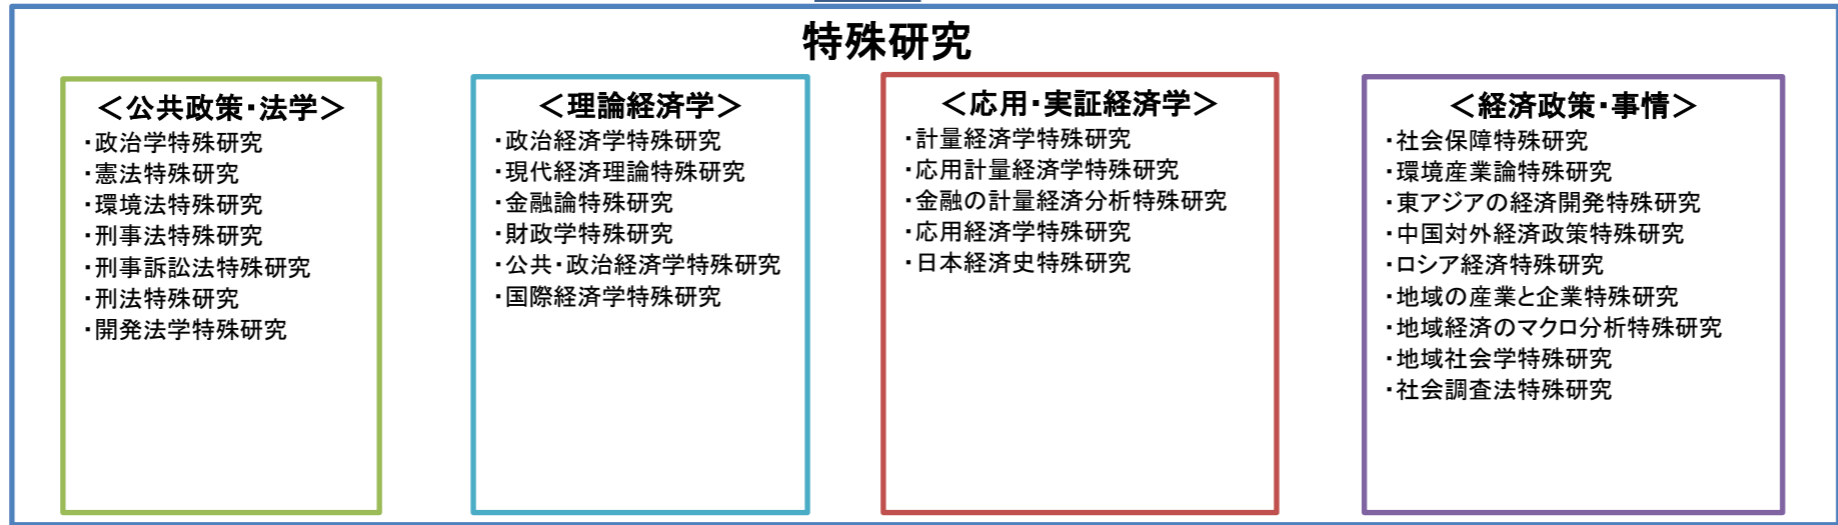 特殊研究
＜公共政策・法学＞
・政治学特殊研究
・憲法特殊研究
・環境法特殊研究
・刑事法特殊研究
・刑事訴訟法特殊研究
・刑法特殊研究
・開発法学特殊研究
＜理論経済学＞
・政治経済学特殊研究
・現代経済理論特殊研究
・金融論特殊研究
・財政学特殊研究
・公共・政治経済学特殊研究
・国際経済学特殊研究
＜応用・実証経済学＞
・計量経済学特殊研究
・応用計量経済学特殊研究
・金融の計量経済分析特殊研究
・応用経済学特殊研究
・日本経済史特殊研究
＜経済政策・事情＞
・社会保障特殊研究
・環境産業論特殊研究
・東アジアの経済開発特殊研究
・中国対外経済政策特殊研究
・ロシア経済特殊研究
・地域の産業と企業特殊研究
・地域経済のマクロ分析特殊研究
・地域社会学特殊研究
・社会調査法特殊研究